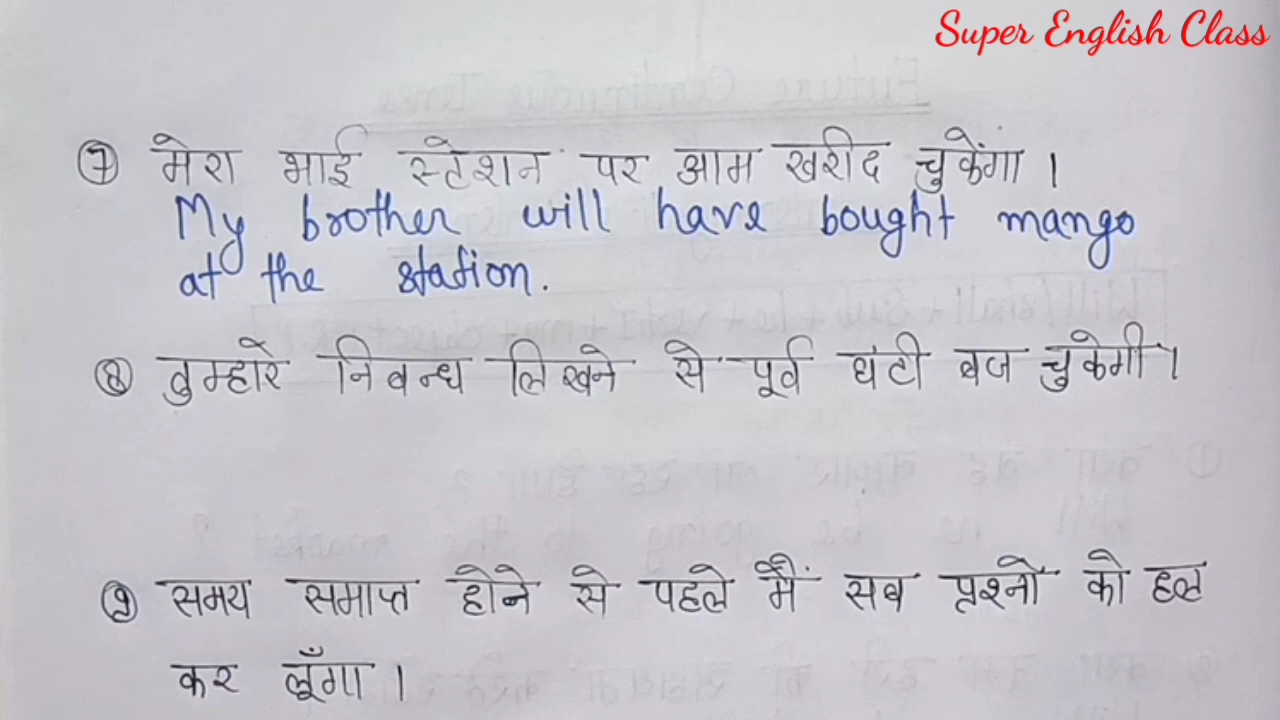 Super English Class
⑦ मेरा भाई स्टेशन पर आम खरीद चुकेंगा ।
My brother will have bought mango
at the station.
⑧ तुम्हारे निबन्ध लिखने से पूर्व घंटी बज चुकेगी ।
⑨ समय समाप्त होने से पहले मैं सब प्रश्नों को हल
कर लूँगा ।